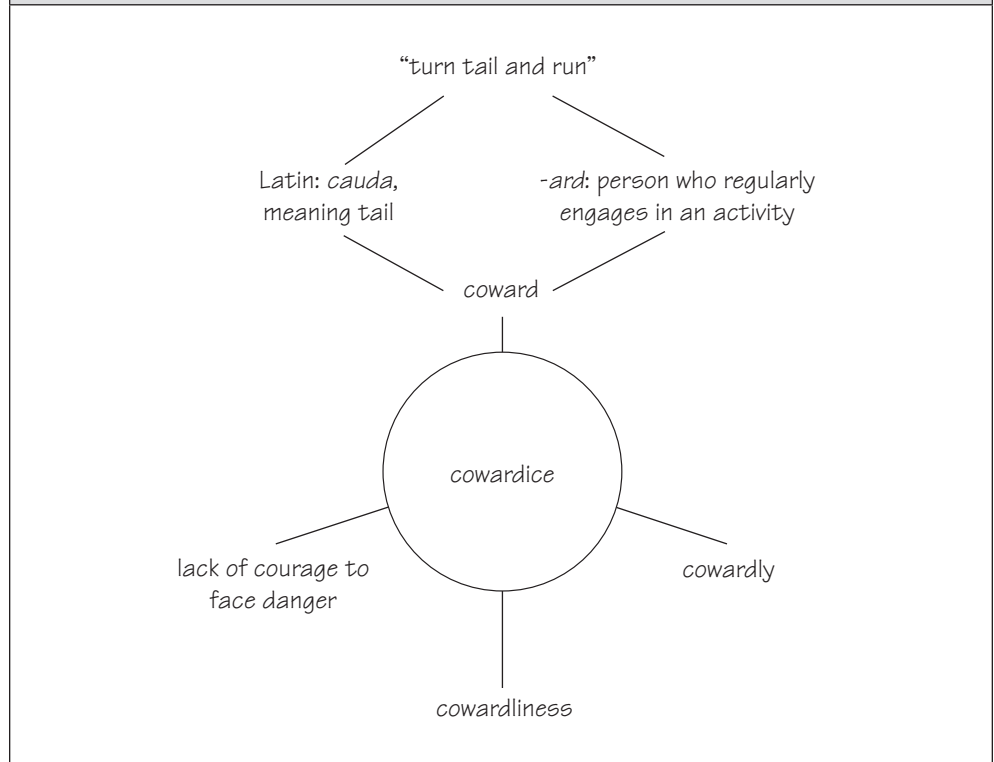 “turn tail and run”
Latin: cauda,
meaning tail
-ard: person who regularly
engages in an activity
coward
cowardice
lack of courage to
face danger
cowardly
cowardliness